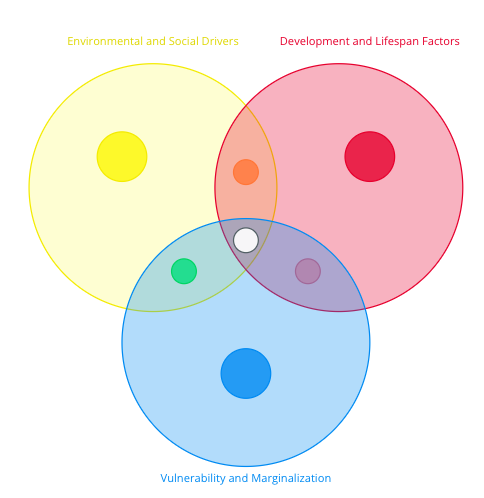 Environmental and Social Drivers
Development and Lifespan Factors
Vulnerability and Marginalization